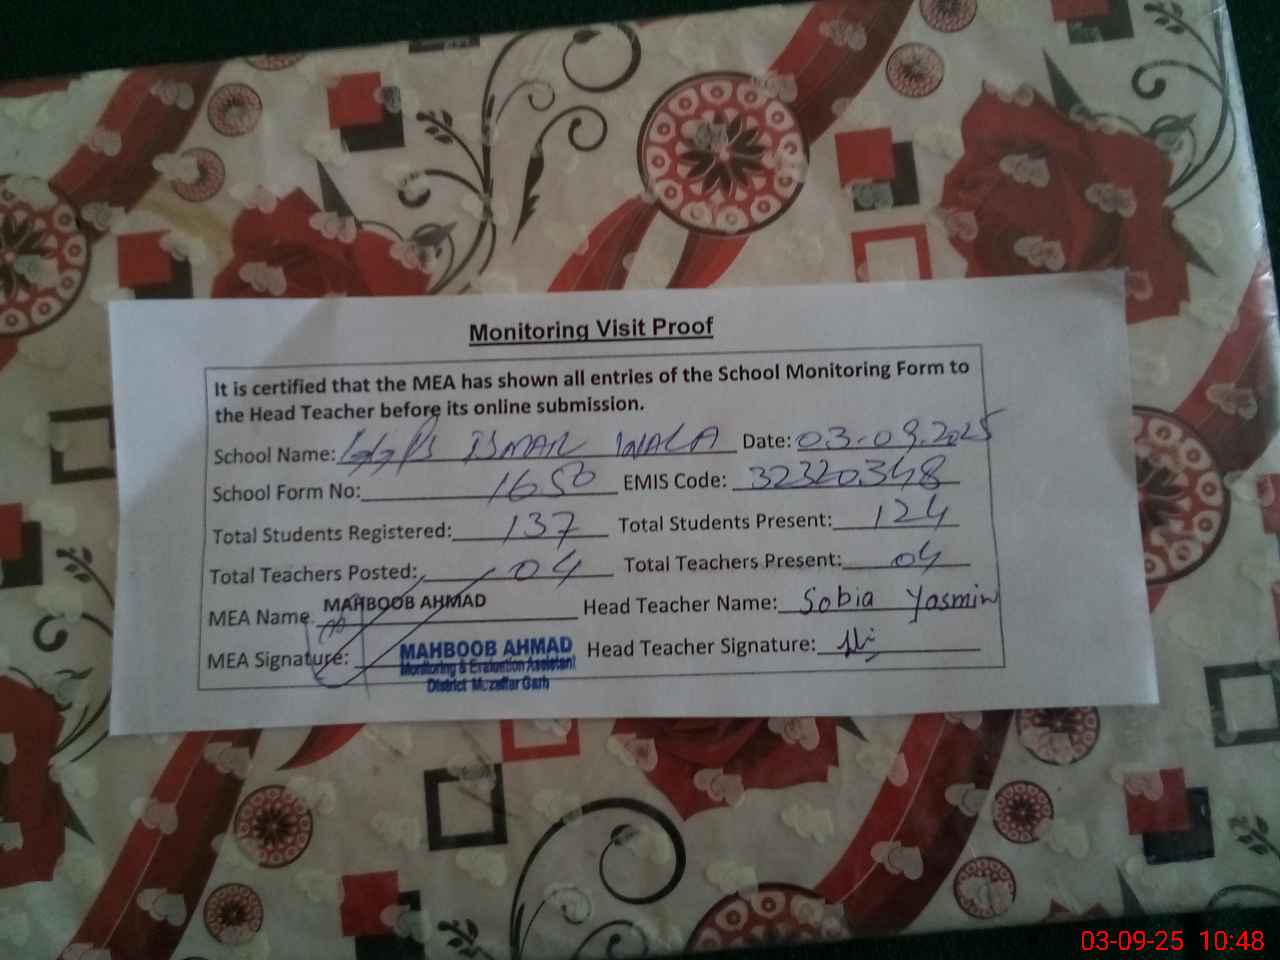 Monitoring Visit Proof
It is certified that the MEA has shown all entries of the School Monitoring Form to
the Head Teacher before its online submission.
School Name: GGPS ISMAIL WALA Date: 03.09.2025
School Form No: 1650 EMIS Code: 32320348
Total Students Registered: 137 Total Students Present: 124
Total Teachers Posted: 04 Total Teachers Present: 04
MEA Name MAHBOOB AHMAD Head Teacher Name: Sobia Yasmin
MEA Signature: Head Teacher Signature:
MAHBOOB AHMAD
Monitoring & Evaluation Assistant
District Muzaffar Garh
03-09-25 10:48